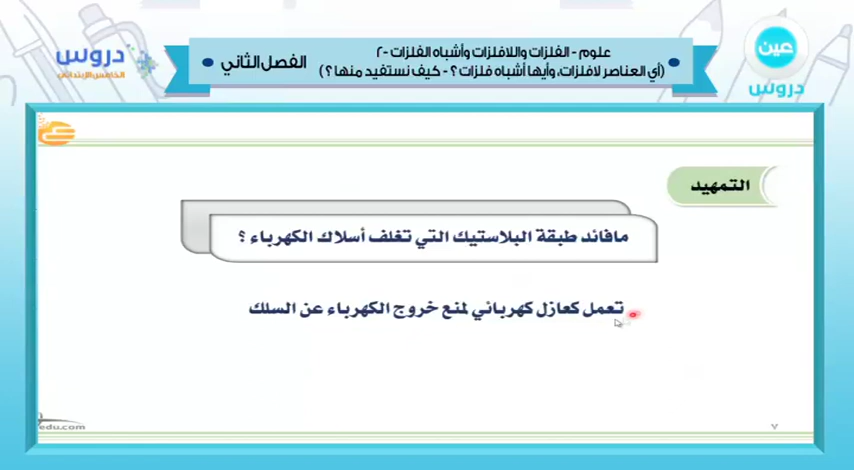 عين
دروس
علوم - الفلزات واللافلزات وأشباه الفلزات -٢
(أي العناصر لافلزات، وأيها أشباه فلزات ؟ - كيف نستفيد منها ؟)
الفصل الثاني
دروس
الخامس الإبتدائي
التمهيد
مافائد طبقة البلاستيك التي تغلف أسلاك الكهرباء ؟
تعمل كعازل كهربائي لمنع خروج الكهرباء عن السلك
edu.com
٧